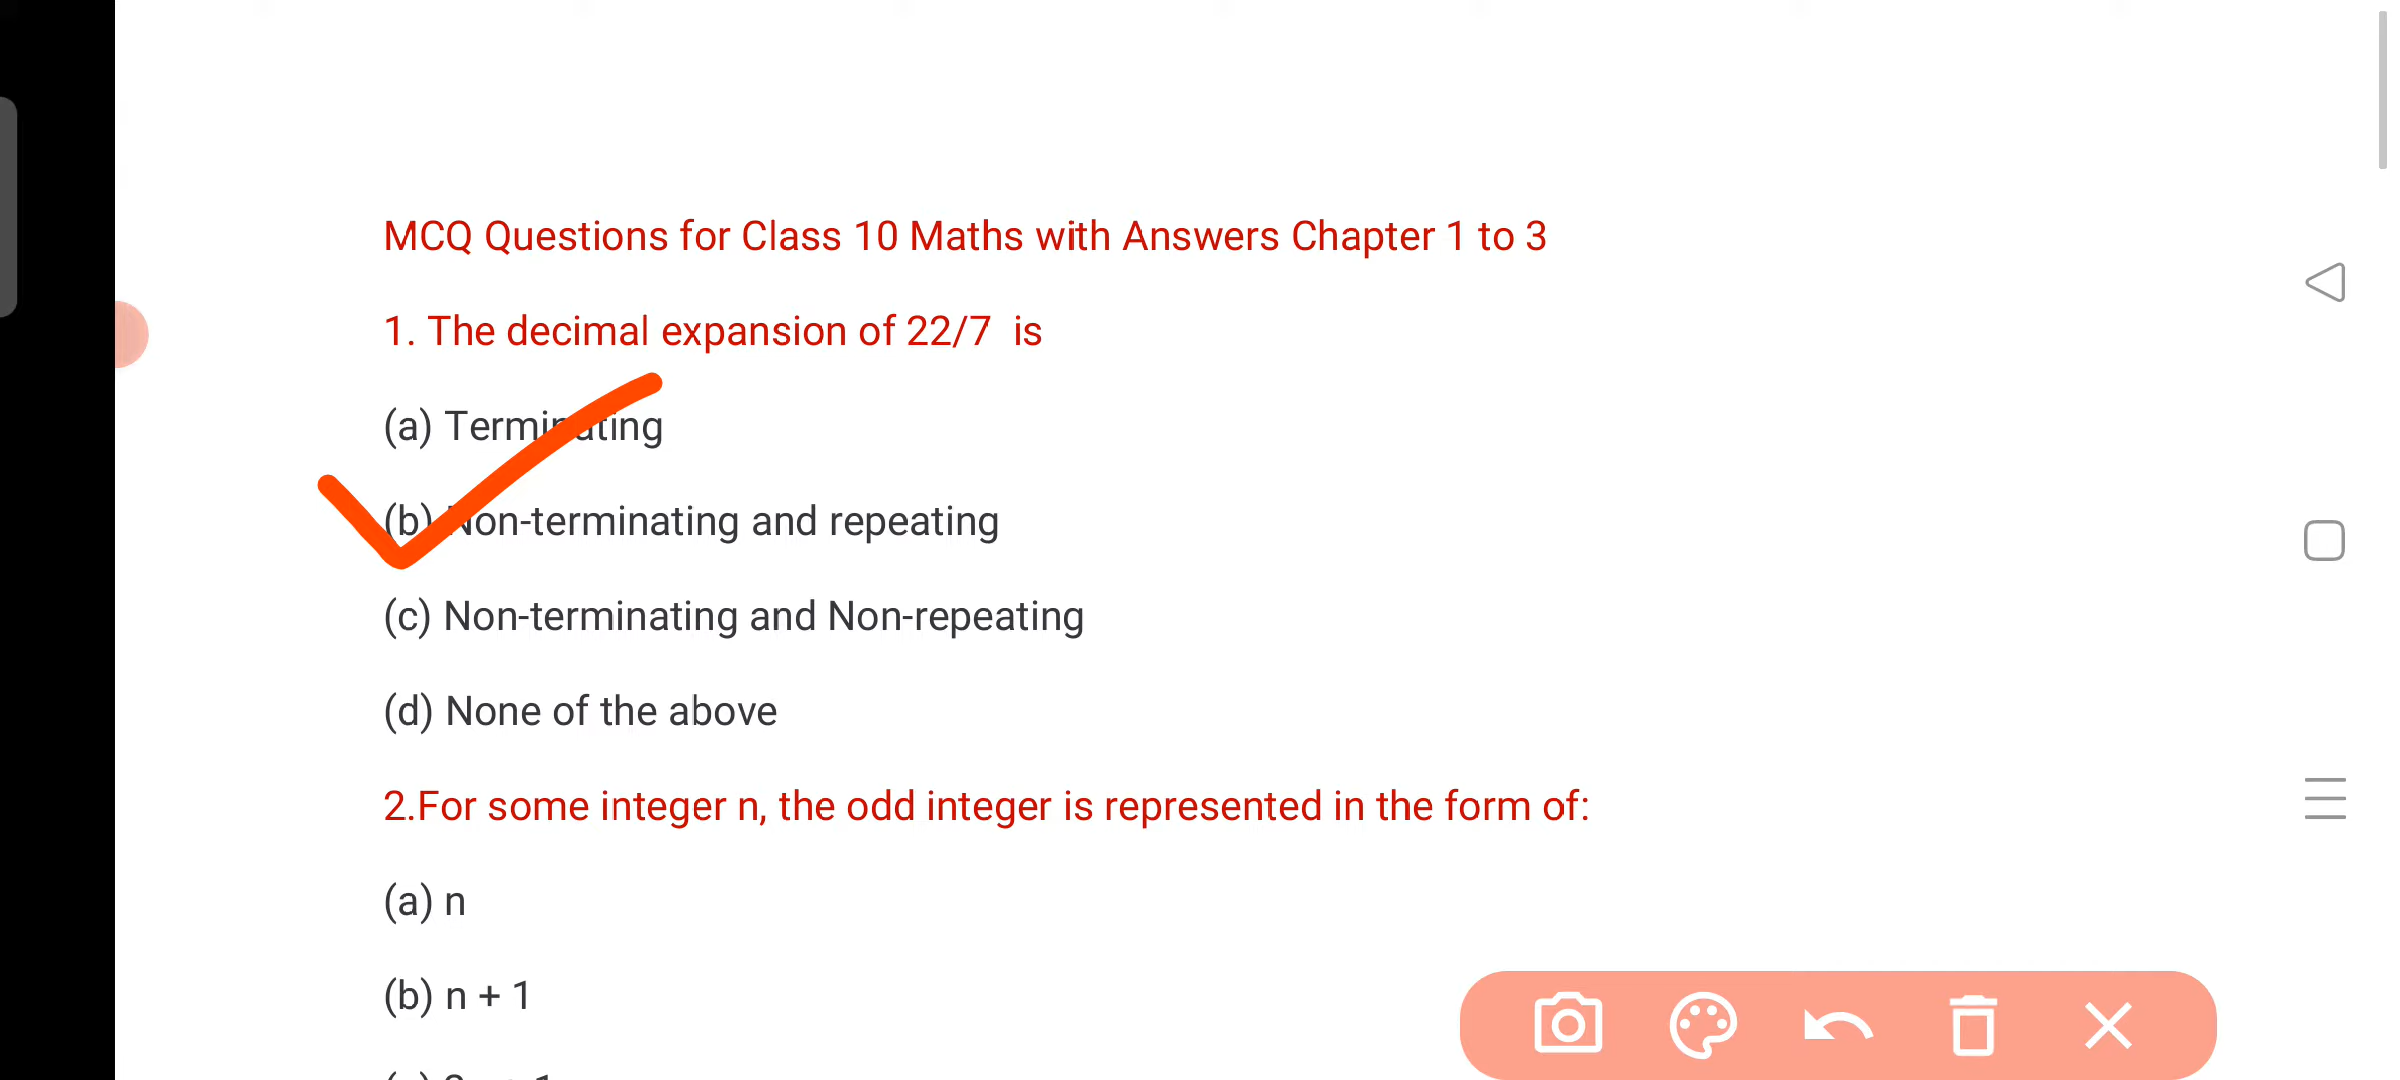 MCQ Questions for Class 10 Maths with Answers Chapter 1 to 3
1. The decimal expansion of 22/7 is
(a) Terminating
(b) Non-terminating and repeating
(c) Non-terminating and Non-repeating
(d) None of the above
2.For some integer n, the odd integer is represented in the form of:
(a) n
(b) n + 1